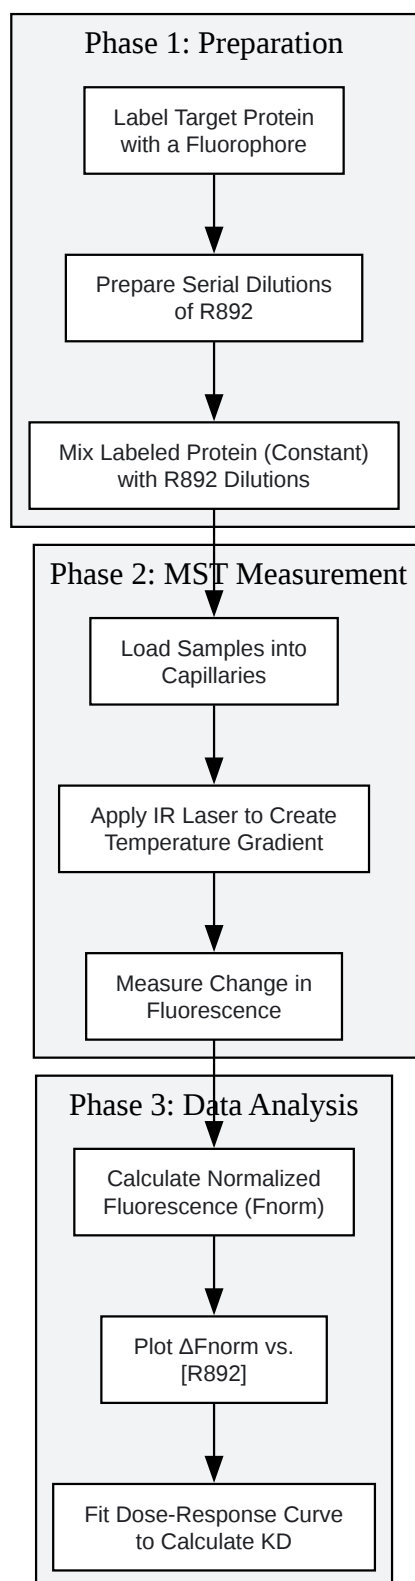 Phase 1: Preparation
Label Target Protein
with a Fluorophore
Prepare Serial Dilutions
of R892
Mix Labeled Protein (Constant)
with R892 Dilutions
Phase 2: MST Measurement
Load Samples into
Capillaries
Apply IR Laser to Create
Temperature Gradient
Measure Change in
Fluorescence
Phase 3: Data Analysis
Calculate Normalized
Fluorescence (Fnorm)
Plot ΔFnorm vs.
[R892]
Fit Dose-Response Curve
to Calculate KD